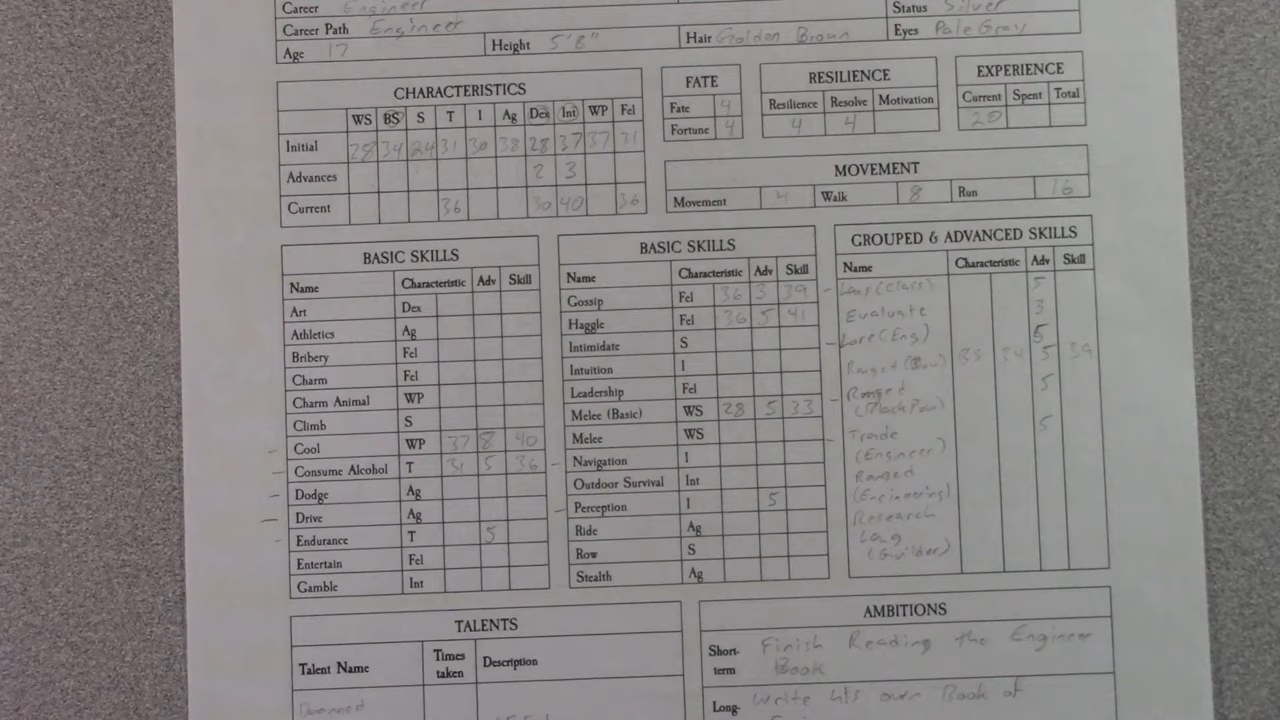 Career Engineer Status Silver
Career Path Engineer
Age 17 Height 5'8" Hair Golden Brown Eyes Pale Gray
CHARACTERISTICS
WS BS S T I Ag Dex Int WP Fel
Initial 28 34 24 31 30 38 28 37 37 31
Advances 2 3
Current 36 30 40 36
FATE
Fate 4
Fortune 4
RESILIENCE
Resilience Resolve Motivation
4 4
EXPERIENCE
Current Spent Total
20
MOVEMENT
Movement 4 Walk 8 Run 16
BASIC SKILLS
Name Characteristic Adv Skill
Art Dex
Athletics Ag
Bribery Fel
Charm Fel
Charm Animal WP
Climb S
- Cool WP 37 8 40
- Consume Alcohol T 31 5 36
- Dodge Ag
- Drive Ag
- Endurance T 5
Entertain Fel
Gamble Int
BASIC SKILLS
Name Characteristic Adv Skill
Gossip Fel 36 3 39
Haggle Fel 36 5 41
Intimidate S
Intuition I
Leadership Fel
Melee (Basic) WS 28 5 33
Melee WS
- Navigation I
Outdoor Survival Int
- Perception I 5
Ride Ag
Row S
Stealth Ag
GROUPED & ADVANCED SKILLS
Name Characteristic Adv Skill
- Lang (Class) 5
Evaluate 3
- Lore (Eng) 5
Ranged (Bow) BS 34 5 39
- Ranged 5
(BlackPow)
- Trade 5
(Engineer)
Ranged
(Engineering)
Research
Lang
(Guilder)
TALENTS
Talent Name Times taken Description
Doomed
AMBITIONS
Short-term Finish Reading the Engineer
Book
Long- Write his own Book of